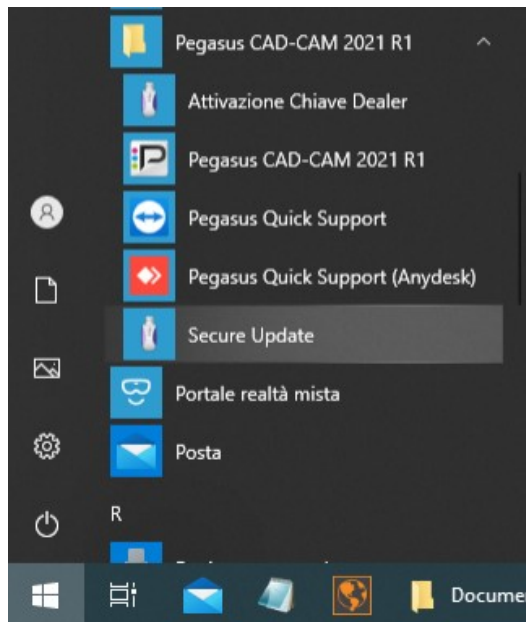 Pegasus CAD-CAM 2021 R1
Attivazione Chiave Dealer
Pegasus CAD-CAM 2021 R1
Pegasus Quick Support
Pegasus Quick Support (Anydesk)
Secure Update
Portale realtà mista
Posta
R